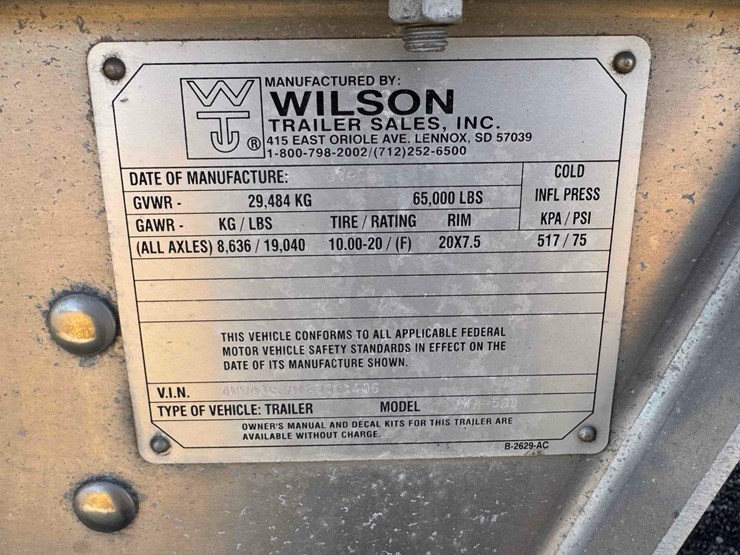 MANUFACTURED BY:
WILSON
TRAILER SALES, INC.
415 EAST ORIOLE AVE. LENNOX, SD 57039
1-800-798-2002/(712)252-6500
®
DATE OF MANUFACTURE:
COLD
INFL PRESS
KPA / PSI
GVWR - 29,484 KG 65,000 LBS
GAWR - KG / LBS TIRE / RATING RIM
(ALL AXLES) 8,636 / 19,040 10.00-20 / (F) 20X7.5 517 / 75
THIS VEHICLE CONFORMS TO ALL APPLICABLE FEDERAL
MOTOR VEHICLE SAFETY STANDARDS IN EFFECT ON THE
DATE OF ITS MANUFACTURE SHOWN.
V.I.N.
TYPE OF VEHICLE: TRAILER MODEL
OWNER'S MANUAL AND DECAL KITS FOR THIS TRAILER ARE
AVAILABLE WITHOUT CHARGE.
B-2629-AC